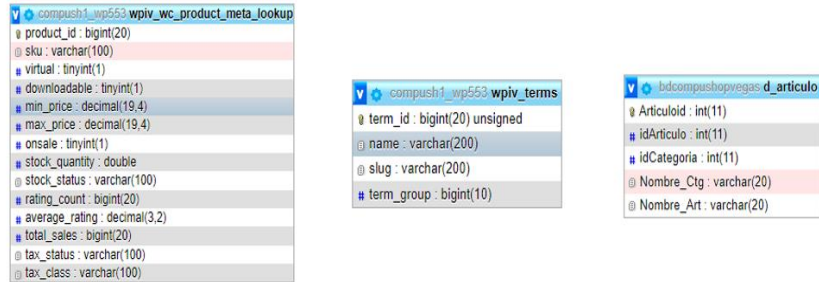 compush1_wp553 wpiv_wc_product_meta_lookup
product_id : bigint(20)
sku : varchar(100)
virtual : tinyint(1)
downloadable : tinyint(1)
min_price : decimal(19,4)
max_price : decimal(19,4)
onsale : tinyint(1)
stock_quantity : double
stock_status : varchar(100)
rating_count : bigint(20)
average_rating : decimal(3,2)
total_sales : bigint(20)
tax_status : varchar(100)
tax_class : varchar(100)
compush1_wp553 wpiv_terms
term_id : bigint(20) unsigned
name : varchar(200)
slug : varchar(200)
term_group : bigint(10)
bdcompushopvegas d_articulo
Articuloid : int(11)
idArticulo : int(11)
idCategoria : int(11)
Nombre_Ctg : varchar(20)
Nombre_Art : varchar(20)